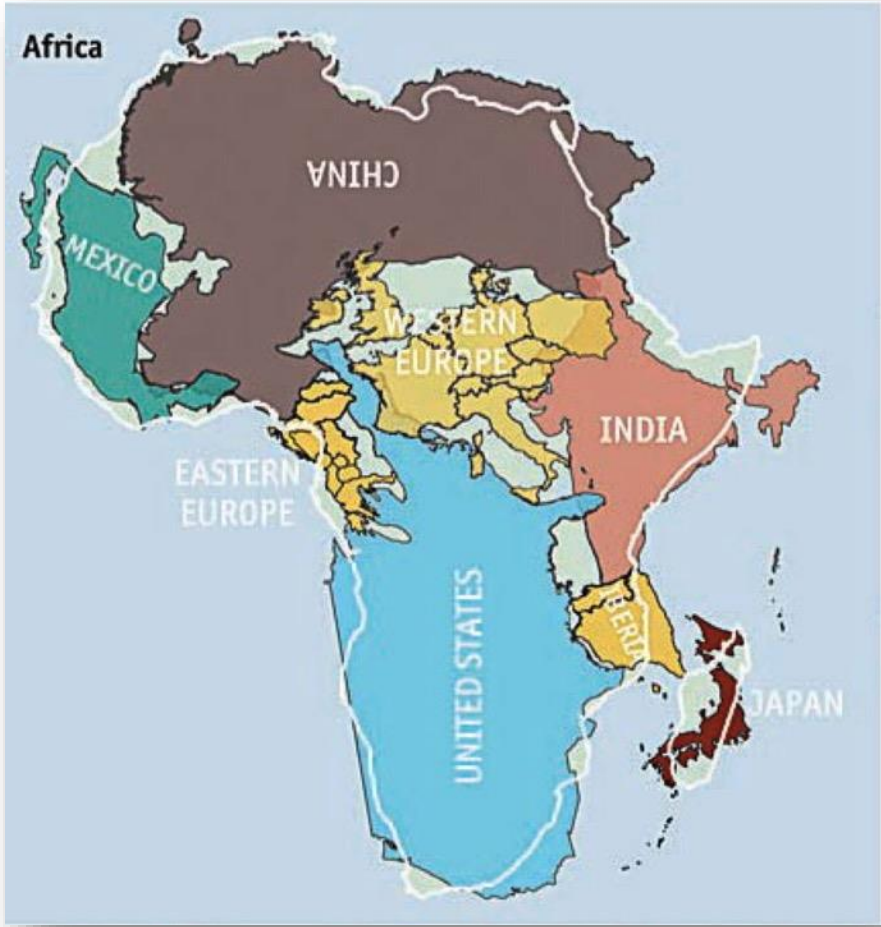 Africa
CHINA
MEXICO
WESTERN
EUROPE
INDIA
EASTERN
EUROPE
UNITED STATES
IBERIA
JAPAN